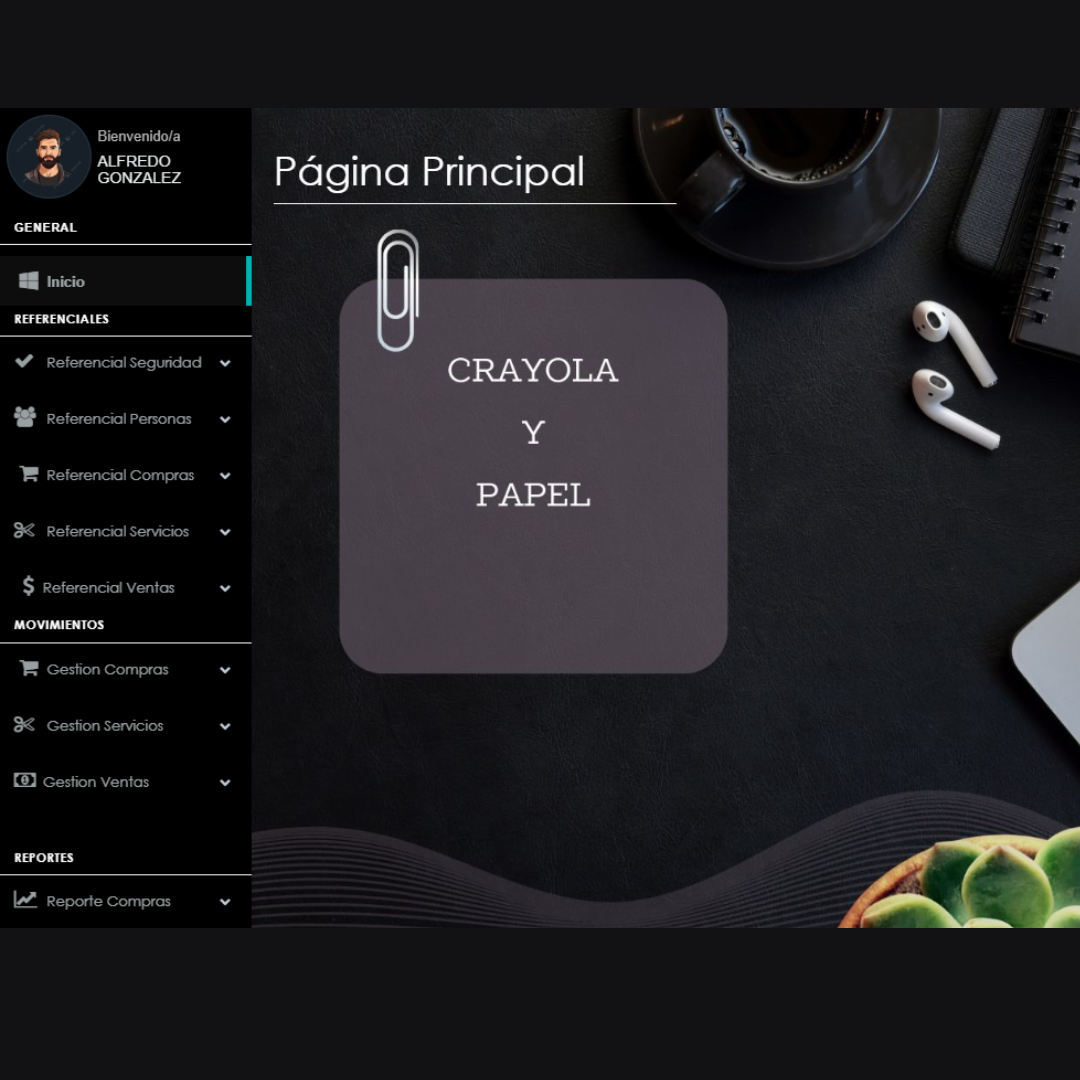 Bienvenido/a
ALFREDO
GONZALEZ
GENERAL
Inicio
REFERENCIALES
Referencial Seguridad
Referencial Personas
Referencial Compras
Referencial Servicios
Referencial Ventas
MOVIMIENTOS
Gestion Compras
Gestion Servicios
Gestion Ventas
REPORTES
Reporte Compras
Página Principal
CRAYOLA
Y
PAPEL